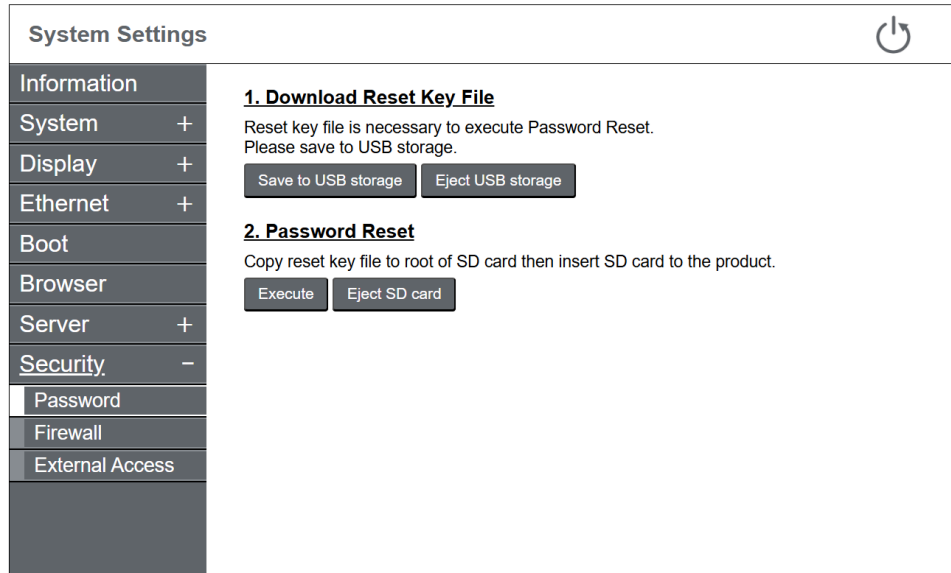 System Settings
Information
System +
Display +
Ethernet +
Boot
Browser
Server +
Security -
Password
Firewall
External Access
1. Download Reset Key File
Reset key file is necessary to execute Password Reset.
Please save to USB storage.
Save to USB storage Eject USB storage
2. Password Reset
Copy reset key file to root of SD card then insert SD card to the product.
Execute Eject SD card